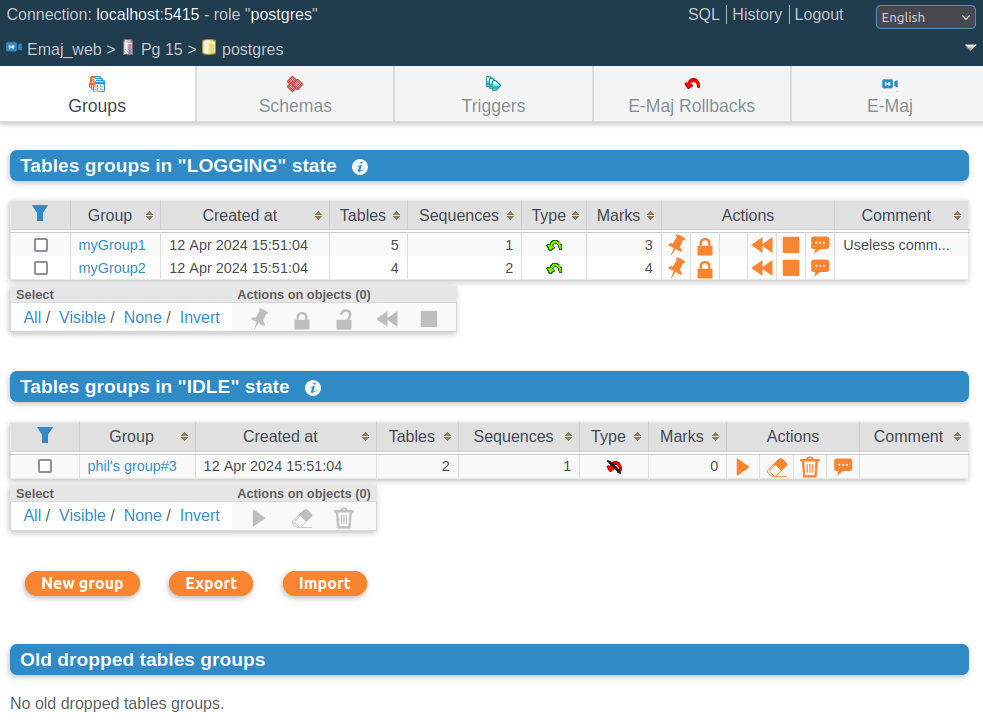 Connection: localhost:5415 - role "postgres" SQL History Logout English
Emaj_web > Pg 15 > postgres
Groups Schemas Triggers E-Maj Rollbacks E-Maj
Tables groups in "LOGGING" state
Group Created at Tables Sequences Type Marks Actions Comment
myGroup1 12 Apr 2024 15:51:04 5 1 3 Useless comm...
myGroup2 12 Apr 2024 15:51:04 4 2 4
Select Actions on objects (0)
All / Visible / None / Invert
Tables groups in "IDLE" state
Group Created at Tables Sequences Type Marks Actions Comment
phil's group#3 12 Apr 2024 15:51:04 2 1 0
Select Actions on objects (0)
All / Visible / None / Invert
New group Export Import
Old dropped tables groups
No old dropped tables groups.